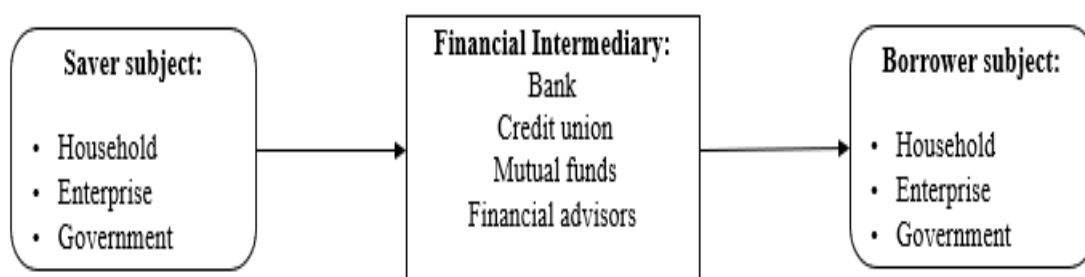 Saver subject:
• Household
• Enterprise
• Government
Financial Intermediary:
Bank
Credit union
Mutual funds
Financial advisors
Borrower subject:
• Household
• Enterprise
• Government